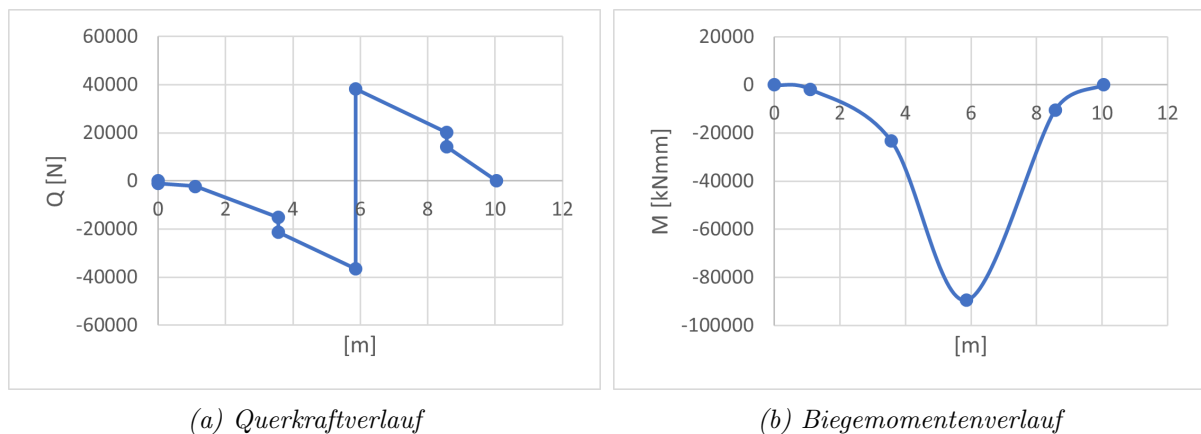 60000
40000
20000
0
-20000
-40000
-60000
Q [N]
0 2 4 6 8 10 12
[m]
20000
0
-20000
-40000
-60000
-80000
-100000
M [kNmm]
0 2 4 6 8 10 12
[m]
(a) Querkraftverlauf
(b) Biegemomentenverlauf